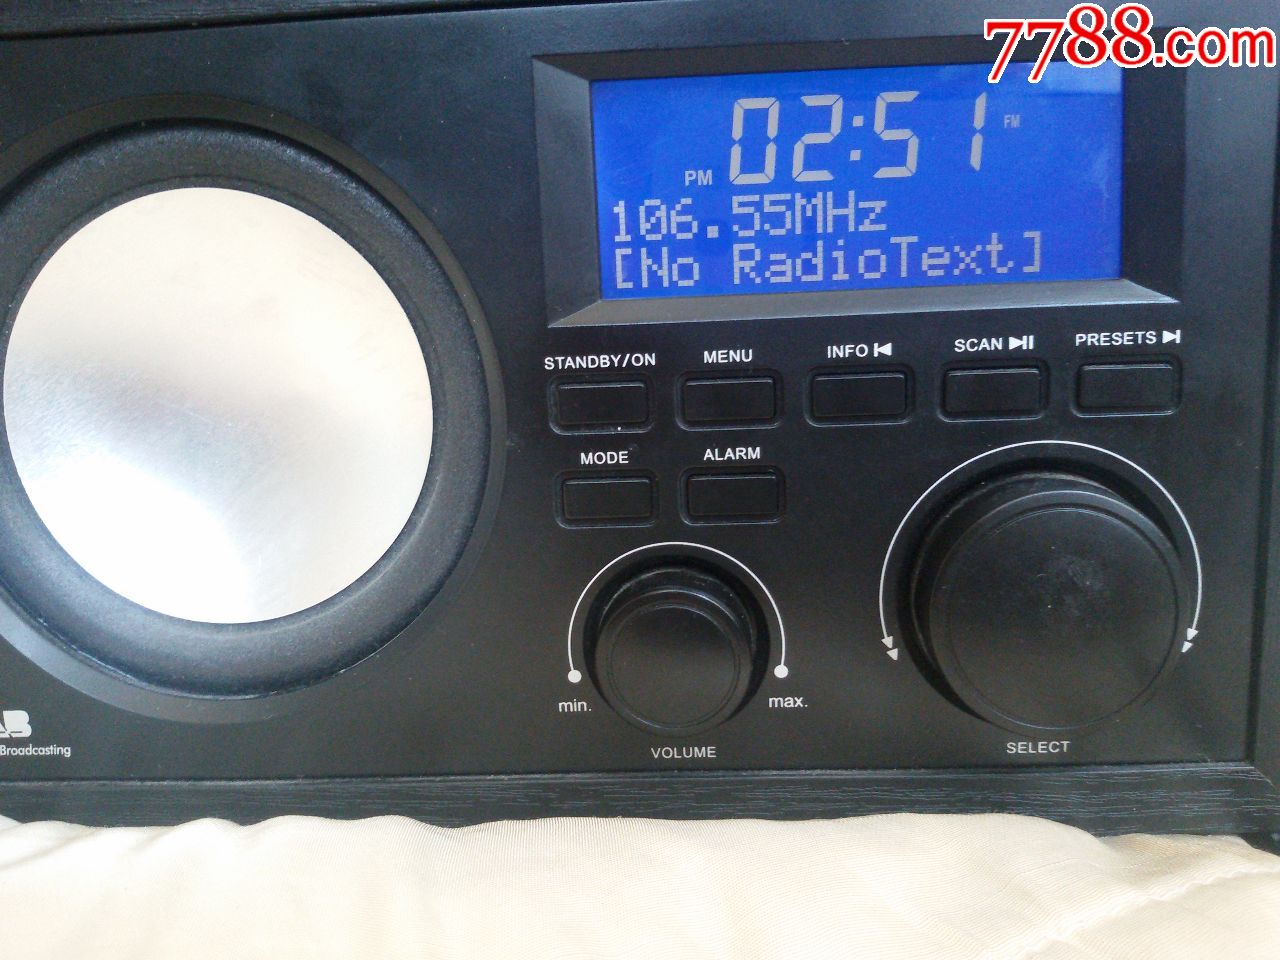 7788.com
02:51 FM
PM
106.55MHz
[No RadioText]
STANDBY/ON MENU INFO SCAN PRESETS
MODE ALARM
min. max.
VOLUME
SELECT
AB
Broadcasting